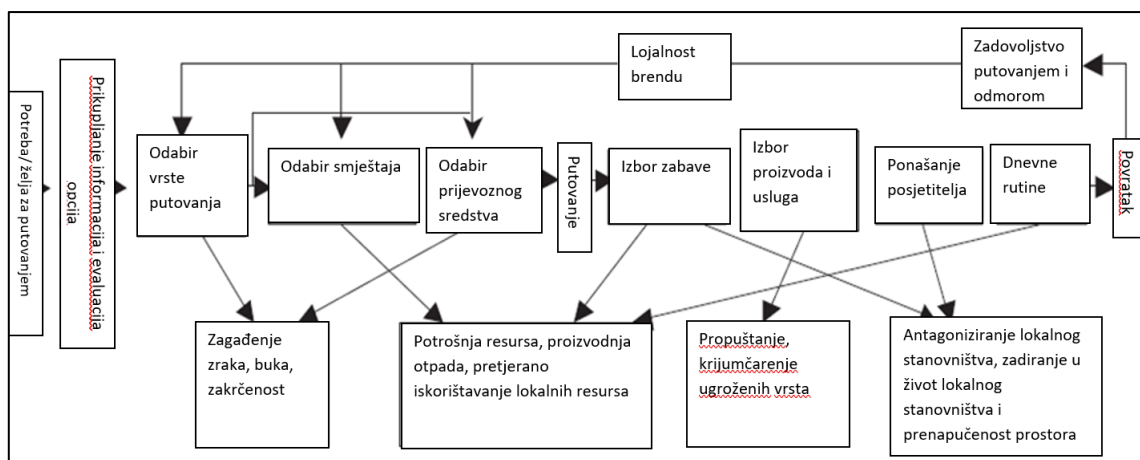 Potreba/ želja za putovanjem
Prikupljanje informacija i evaluacija
opcija
Lojalnost
brendu
Zadovoljstvo
putovanjem i
odmorom
Odabir
vrste
putovanja
Odabir smještaja
Odabir
prijevoznog
sredstva
Putovanje
Izbor zabave
Izbor
proizvoda i
usluga
Ponašanje
posjetitelja
Dnevne
rutine
Povratak
Zagađenje
zraka, buka,
zakrčenost
Potrošnja resursa, proizvodnja
otpada, pretjerano
iskorištavanje lokalnih resursa
Propuštanje,
krijumčarenje
ugroženih vrsta
Antagoniziranje lokalnog
stanovništva, zadiranje u
život lokalnog
stanovništva i
prenapučenost prostora